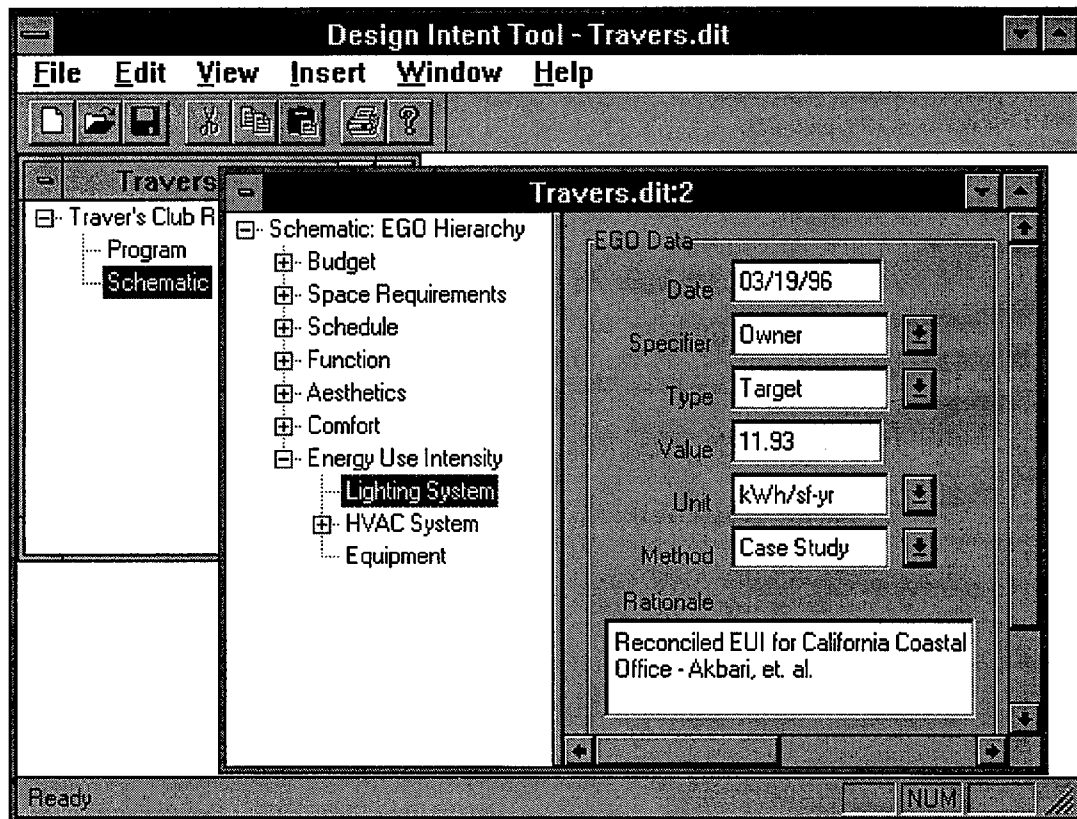 Design Intent Tool - Travers.dit
File Edit View Insert Window Help
Travers
Traver's Club R
Program
Schematic
Travers.dit:2
Schematic: EGO Hierarchy
Budget
Space Requirements
Schedule
Function
Aesthetics
Comfort
Energy Use Intensity
Lighting System
HVAC System
Equipment
EGO Data
Date 03/19/96
Specifier Owner
Type Target
Value 11.93
Unit kWh/sf-yr
Method Case Study
Rationale
Reconciled EUI for California Coastal
Office - Akbari, et. al.
Ready NUM